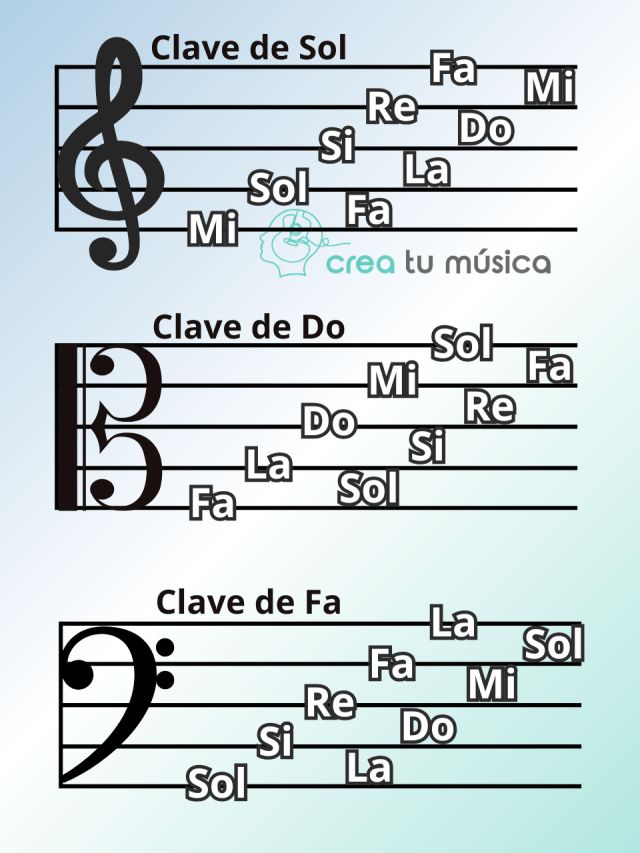 Clave de Sol
Fa
Mi
Re
Do
Si
La
Sol
Fa
Mi
crea tu música
Clave de Do
Sol
Fa
Mi
Re
Do
Si
La
Sol
Fa
Clave de Fa
La
Sol
Fa
Mi
Re
Do
Si
La
Sol